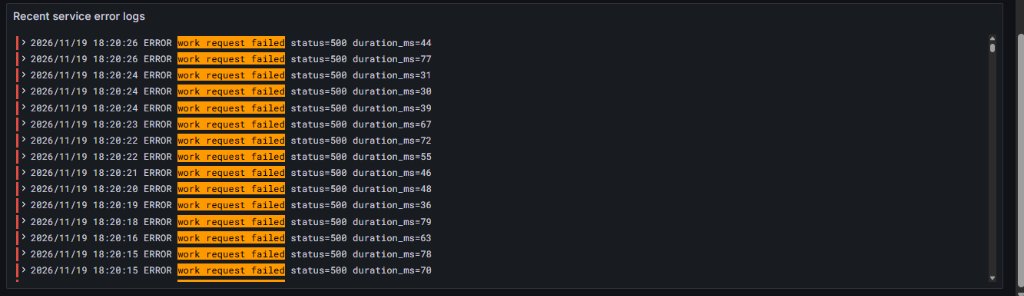 Recent service error logs
> 2026/11/19 18:20:26 ERROR work request failed status=500 duration_ms=44
> 2026/11/19 18:20:26 ERROR work request failed status=500 duration_ms=77
> 2026/11/19 18:20:24 ERROR work request failed status=500 duration_ms=31
> 2026/11/19 18:20:24 ERROR work request failed status=500 duration_ms=30
> 2026/11/19 18:20:24 ERROR work request failed status=500 duration_ms=39
> 2026/11/19 18:20:23 ERROR work request failed status=500 duration_ms=67
> 2026/11/19 18:20:22 ERROR work request failed status=500 duration_ms=72
> 2026/11/19 18:20:22 ERROR work request failed status=500 duration_ms=55
> 2026/11/19 18:20:21 ERROR work request failed status=500 duration_ms=46
> 2026/11/19 18:20:20 ERROR work request failed status=500 duration_ms=48
> 2026/11/19 18:20:19 ERROR work request failed status=500 duration_ms=36
> 2026/11/19 18:20:18 ERROR work request failed status=500 duration_ms=79
> 2026/11/19 18:20:16 ERROR work request failed status=500 duration_ms=63
> 2026/11/19 18:20:15 ERROR work request failed status=500 duration_ms=78
> 2026/11/19 18:20:15 ERROR work request failed status=500 duration_ms=70